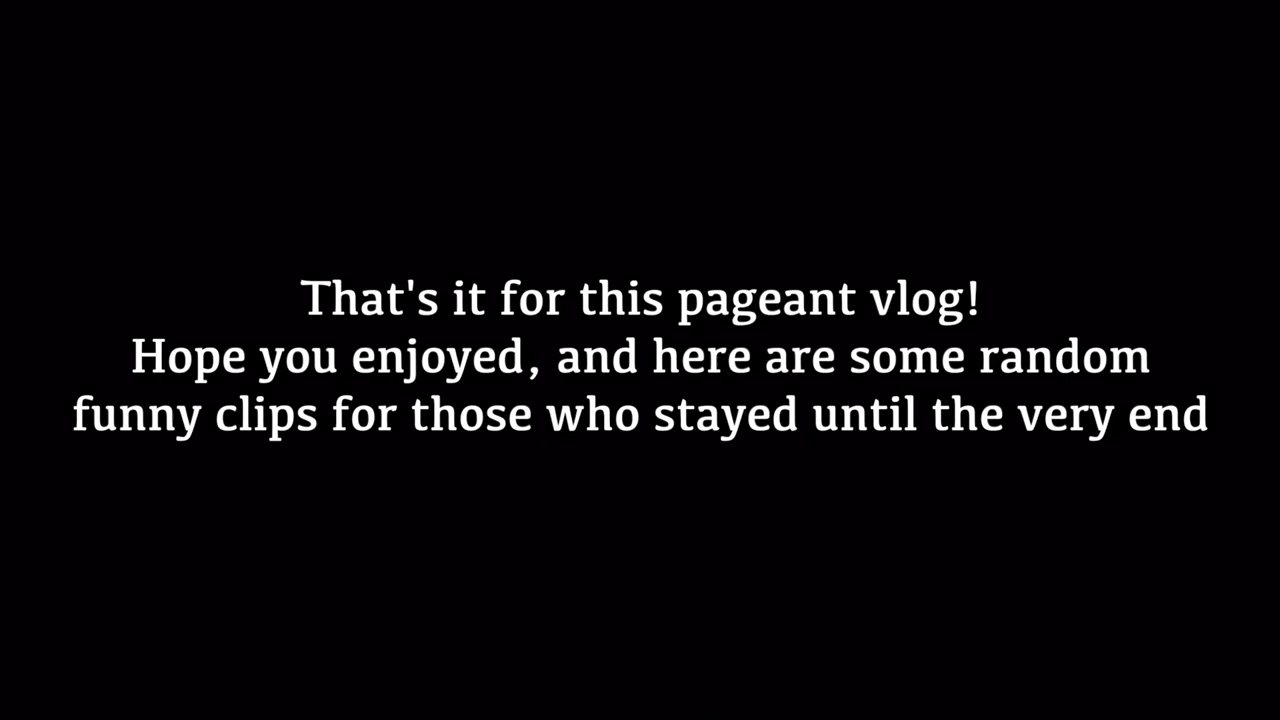 That's it for this pageant vlog!
Hope you enjoyed, and here are some random
funny clips for those who stayed until the very end